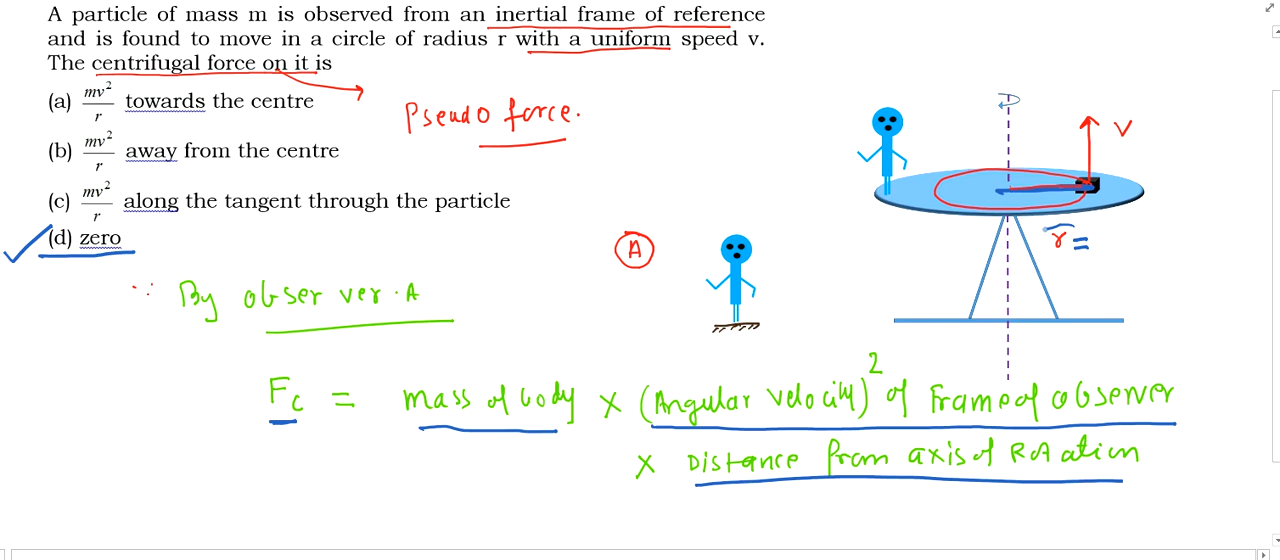 A particle of mass m is observed from an inertial frame of reference
and is found to move in a circle of radius r with a uniform speed v.
The centrifugal force on it is
(a) mv²/r towards the centre
(b) mv²/r away from the centre
(c) mv²/r along the tangent through the particle
(d) zero
Pseudo force.
V
r =
A
∵ By obser ver. A
Fc = mass of body × (Angular velocity)² of Frame of observer
× Distance from axis of Rotation